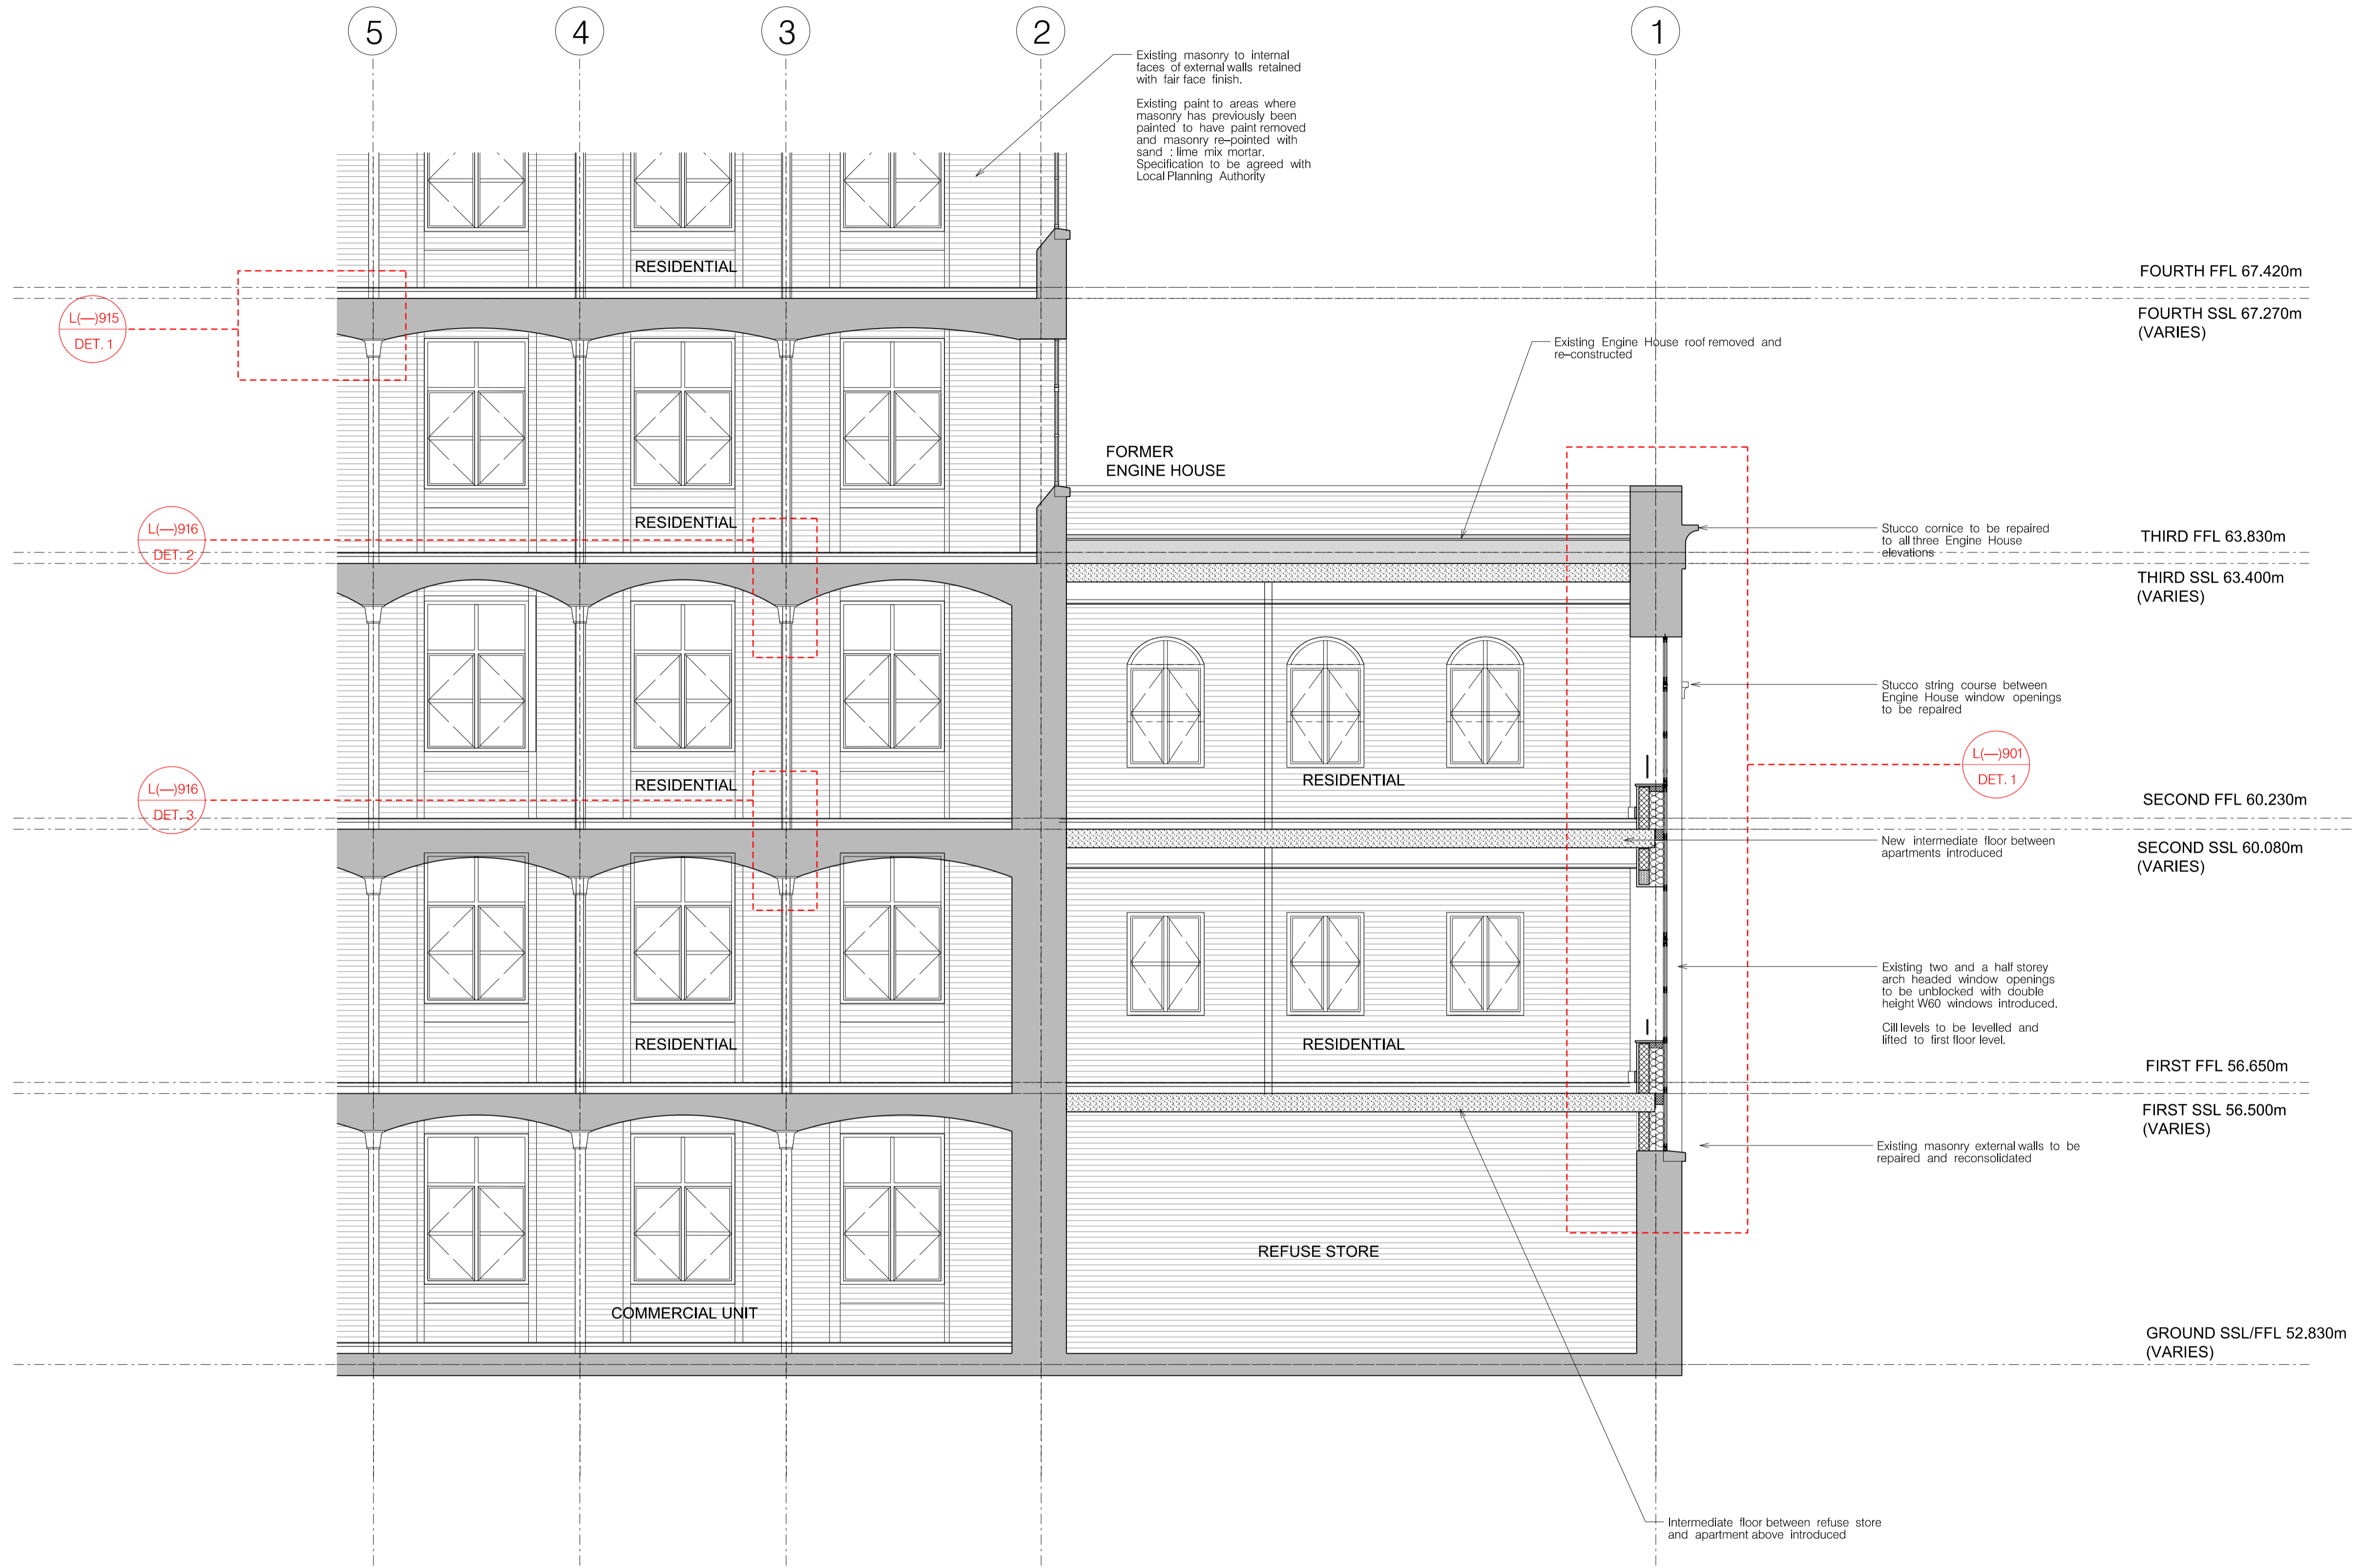 5
4
3
2
1
Existing masonry to internal
faces of external walls retained
with fair face finish.
Existing paint to areas where
masonry has previously been
painted to have paint removed
and masonry re-pointed with
sand : lime mix mortar.
Specification to be agreed with
Local Planning Authority
RESIDENTIAL
FOURTH FFL 67.420m
FOURTH SSL 67.270m
(VARIES)
L(—)915
DET. 1
Existing Engine House roof removed and
re-constructed
FORMER
ENGINE HOUSE
L(—)916
DET. 2
RESIDENTIAL
Stucco cornice to be repaired
to all three Engine House
elevations
THIRD FFL 63.830m
THIRD SSL 63.400m
(VARIES)
Stucco string course between
Engine House window openings
to be repaired
L(—)901
DET. 1
L(—)916
DET. 3
RESIDENTIAL
RESIDENTIAL
SECOND FFL 60.230m
New intermediate floor between
apartments introduced
SECOND SSL 60.080m
(VARIES)
Existing two and a half storey
arch headed window openings
to be unblocked with double
height W60 windows introduced.
Cill levels to be levelled and
lifted to first floor level.
RESIDENTIAL
RESIDENTIAL
FIRST FFL 56.650m
FIRST SSL 56.500m
(VARIES)
Existing masonry external walls to be
repaired and reconsolidated
REFUSE STORE
COMMERCIAL UNIT
GROUND SSL/FFL 52.830m
(VARIES)
Intermediate floor between refuse store
and apartment above introduced